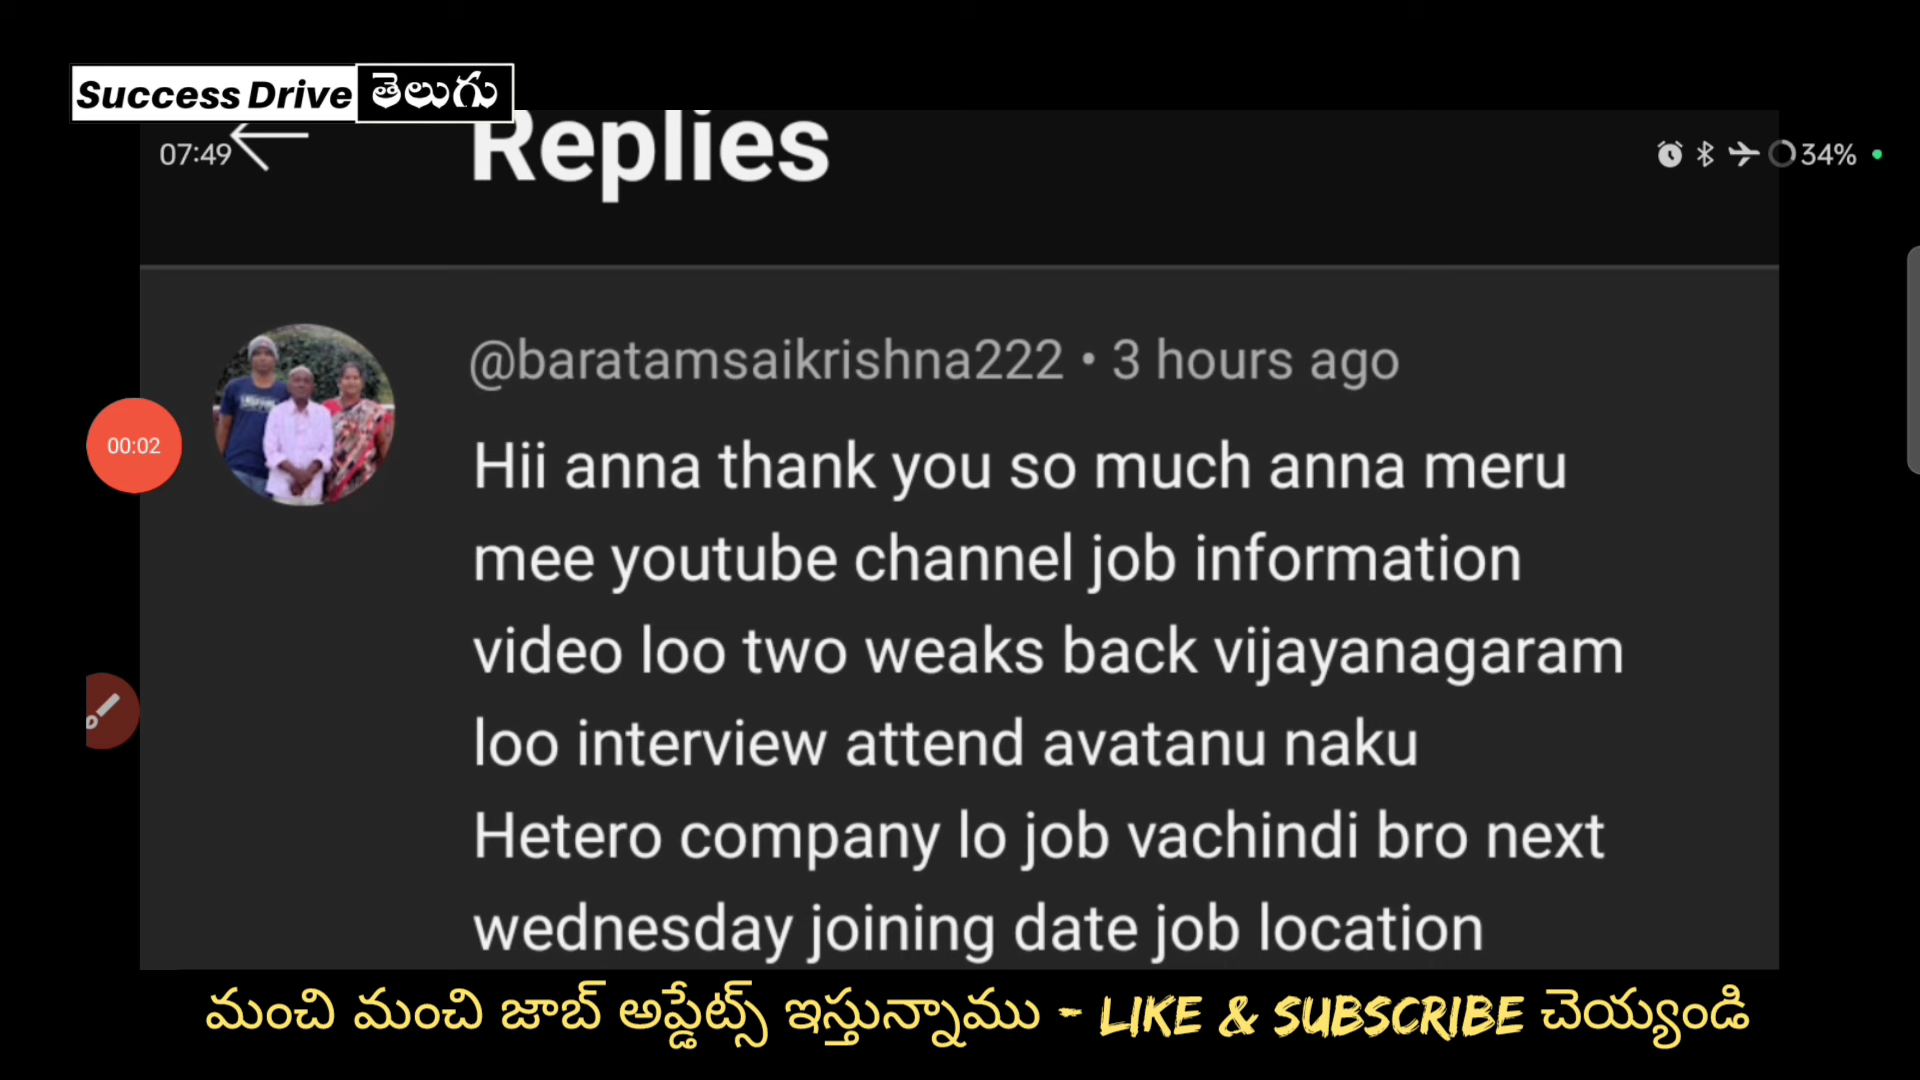 Success Drive తెలుగు
Replies
07:49
34%
@baratamsaikrishna222 • 3 hours ago
00:02
Hii anna thank you so much anna meru
mee youtube channel job information
video loo two weaks back vijayanagaram
loo interview attend avatanu naku
Hetero company lo job vachindi bro next
wednesday joining date job location
మంచి మంచి జాబ్ అప్డేట్స్ ఇస్తున్నాము - LIKE & SUBSCRIBE చెయ్యండి